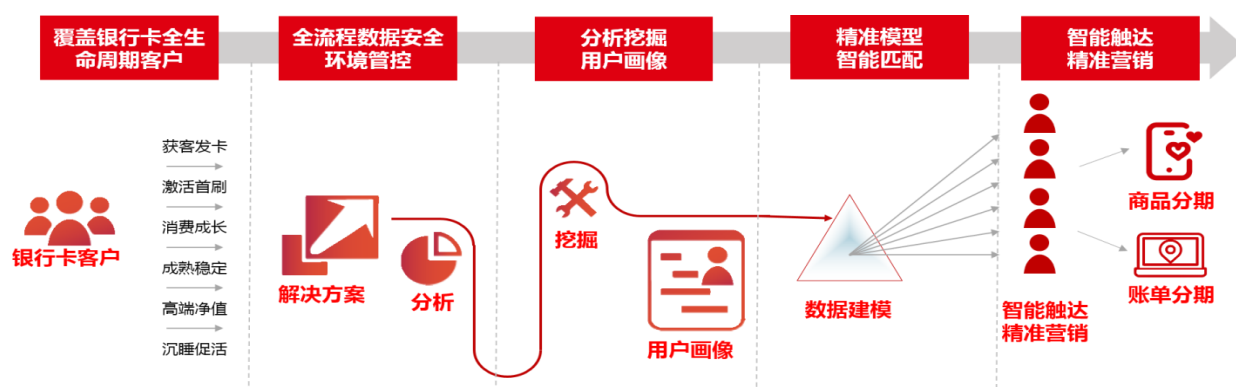 覆盖银行卡全生
命周期客户
全流程数据安全
环境管控
分析挖掘
用户画像
精准模型
智能匹配
智能触达
精准营销
获客发卡
激活首刷
消费成长
成熟稳定
高端净值
沉睡促活
银行卡客户
解决方案
分析
挖掘
用户画像
数据建模
智能触达
精准营销
商品分期
账单分期